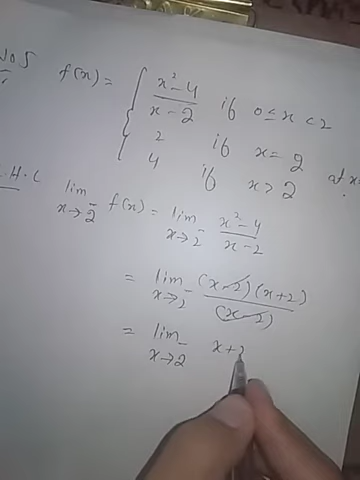 f(x) = { x²-4 / x-2 if 0 ≤ x < 2
2 if x = 2
4 if x > 2 at x
L.H.L lim x→2⁻ f(x) = lim x→2⁻ x²-4 / x-2
= lim x→2⁻ (x-2)(x+2) / (x-2)
= lim x→2⁻ x+2